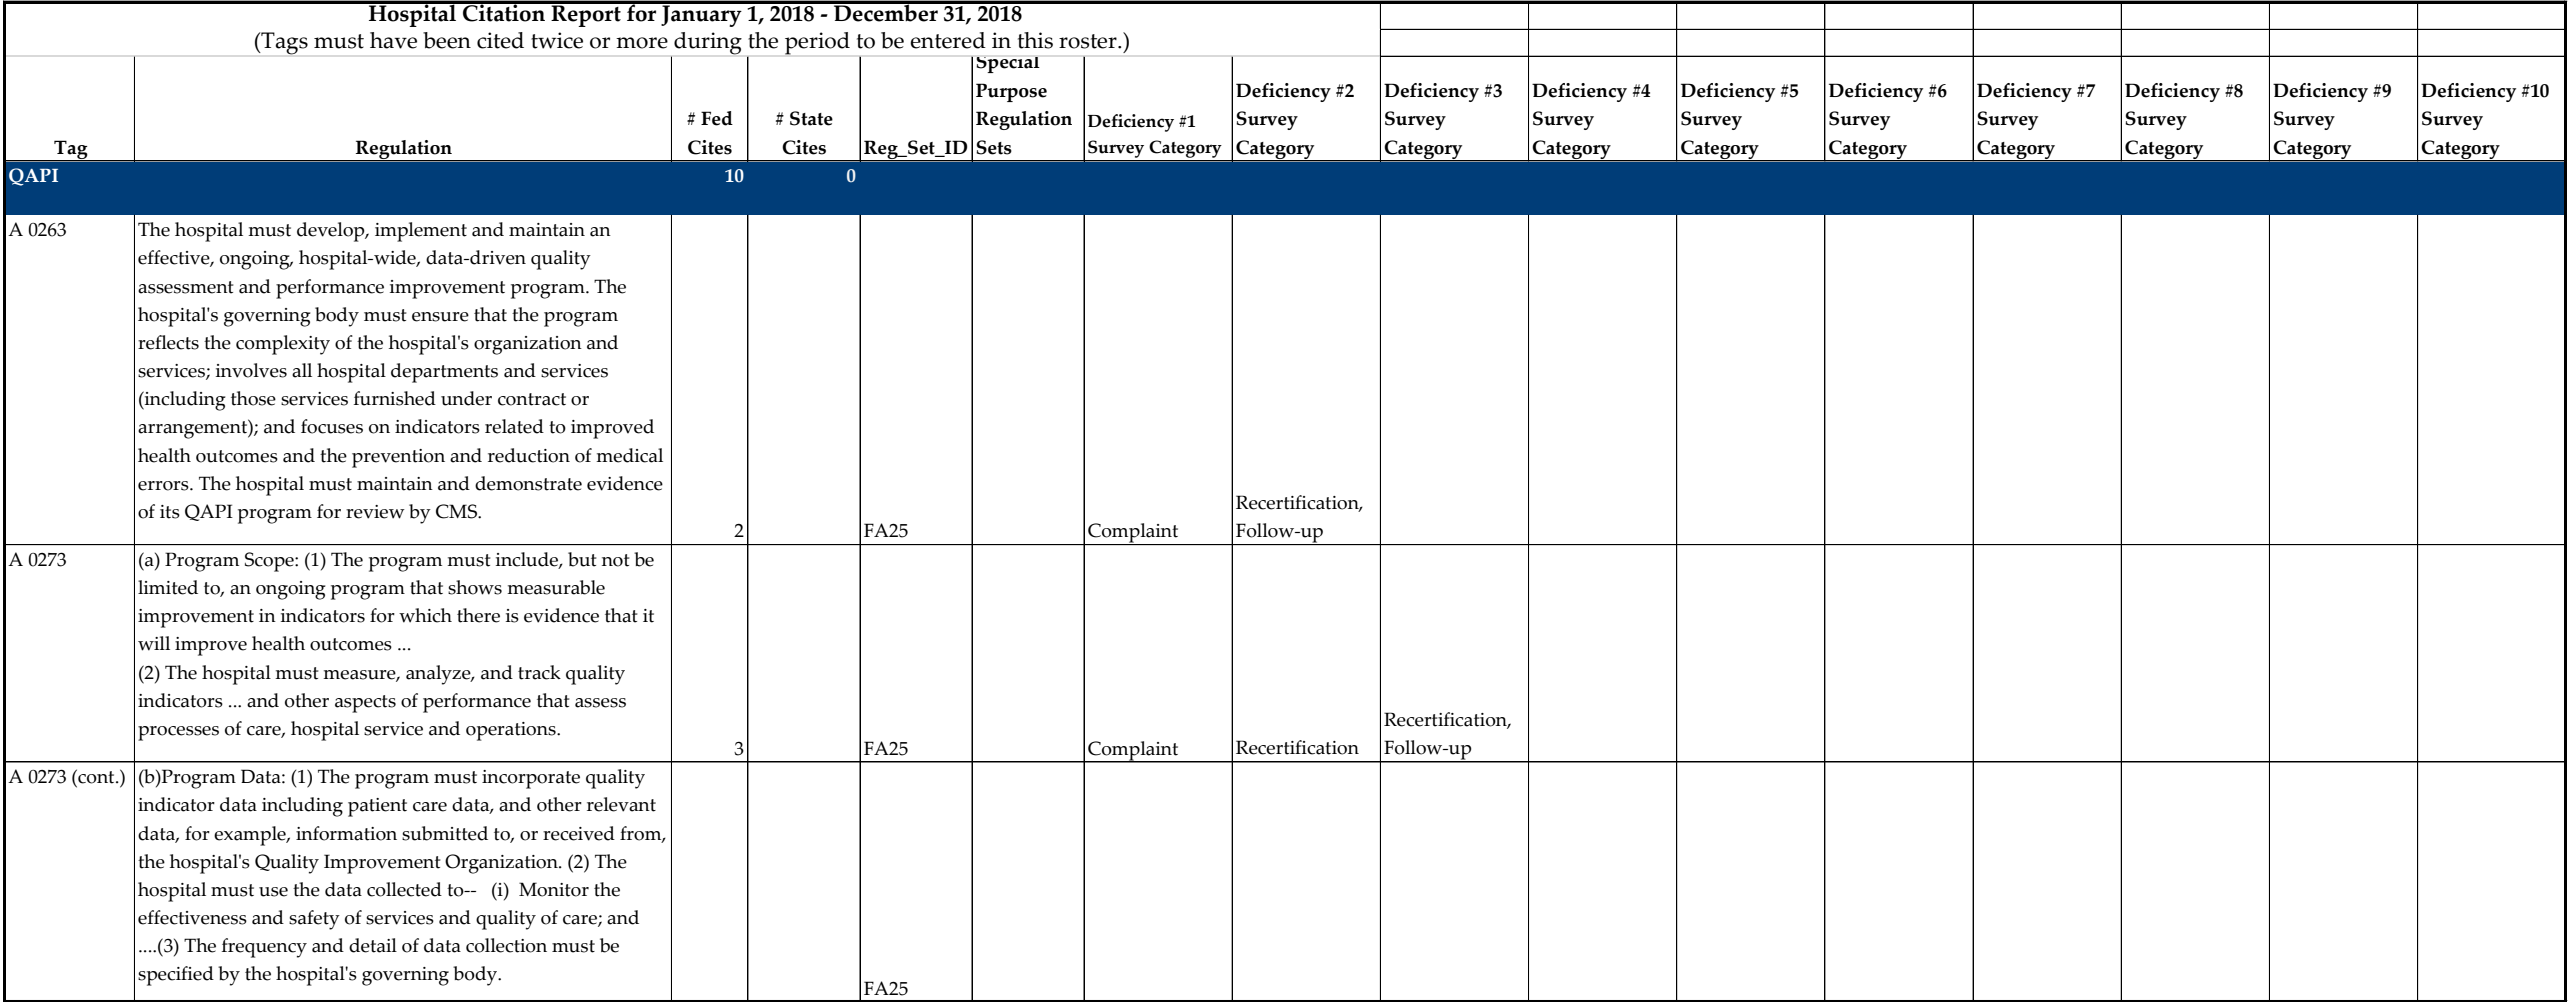 Hospital Citation Report for January 1, 2018 - December 31, 2018
(Tags must have been cited twice or more during the period to be entered in this roster.)
Tag
Regulation
# Fed
Cites
# State
Cites
Reg_Set_ID
Special
Purpose
Regulation
Sets
Deficiency #1
Survey Category
Deficiency #2
Survey
Category
Deficiency #3
Survey
Category
Deficiency #4
Survey
Category
Deficiency #5
Survey
Category
Deficiency #6
Survey
Category
Deficiency #7
Survey
Category
Deficiency #8
Survey
Category
Deficiency #9
Survey
Category
Deficiency #10
Survey
Category
QAPI 10 0
A 0263
The hospital must develop, implement and maintain an
effective, ongoing, hospital-wide, data-driven quality
assessment and performance improvement program. The
hospital's governing body must ensure that the program
reflects the complexity of the hospital's organization and
services; involves all hospital departments and services
(including those services furnished under contract or
arrangement); and focuses on indicators related to improved
health outcomes and the prevention and reduction of medical
errors. The hospital must maintain and demonstrate evidence
of its QAPI program for review by CMS.
2
FA25
Complaint
Recertification,
Follow-up
A 0273
(a) Program Scope: (1) The program must include, but not be
limited to, an ongoing program that shows measurable
improvement in indicators for which there is evidence that it
will improve health outcomes ...
(2) The hospital must measure, analyze, and track quality
indicators ... and other aspects of performance that assess
processes of care, hospital service and operations.
3
FA25
Complaint
Recertification
Recertification,
Follow-up
A 0273 (cont.)
(b)Program Data: (1) The program must incorporate quality
indicator data including patient care data, and other relevant
data, for example, information submitted to, or received from,
the hospital's Quality Improvement Organization. (2) The
hospital must use the data collected to-- (i) Monitor the
effectiveness and safety of services and quality of care; and
....(3) The frequency and detail of data collection must be
specified by the hospital's governing body.
FA25